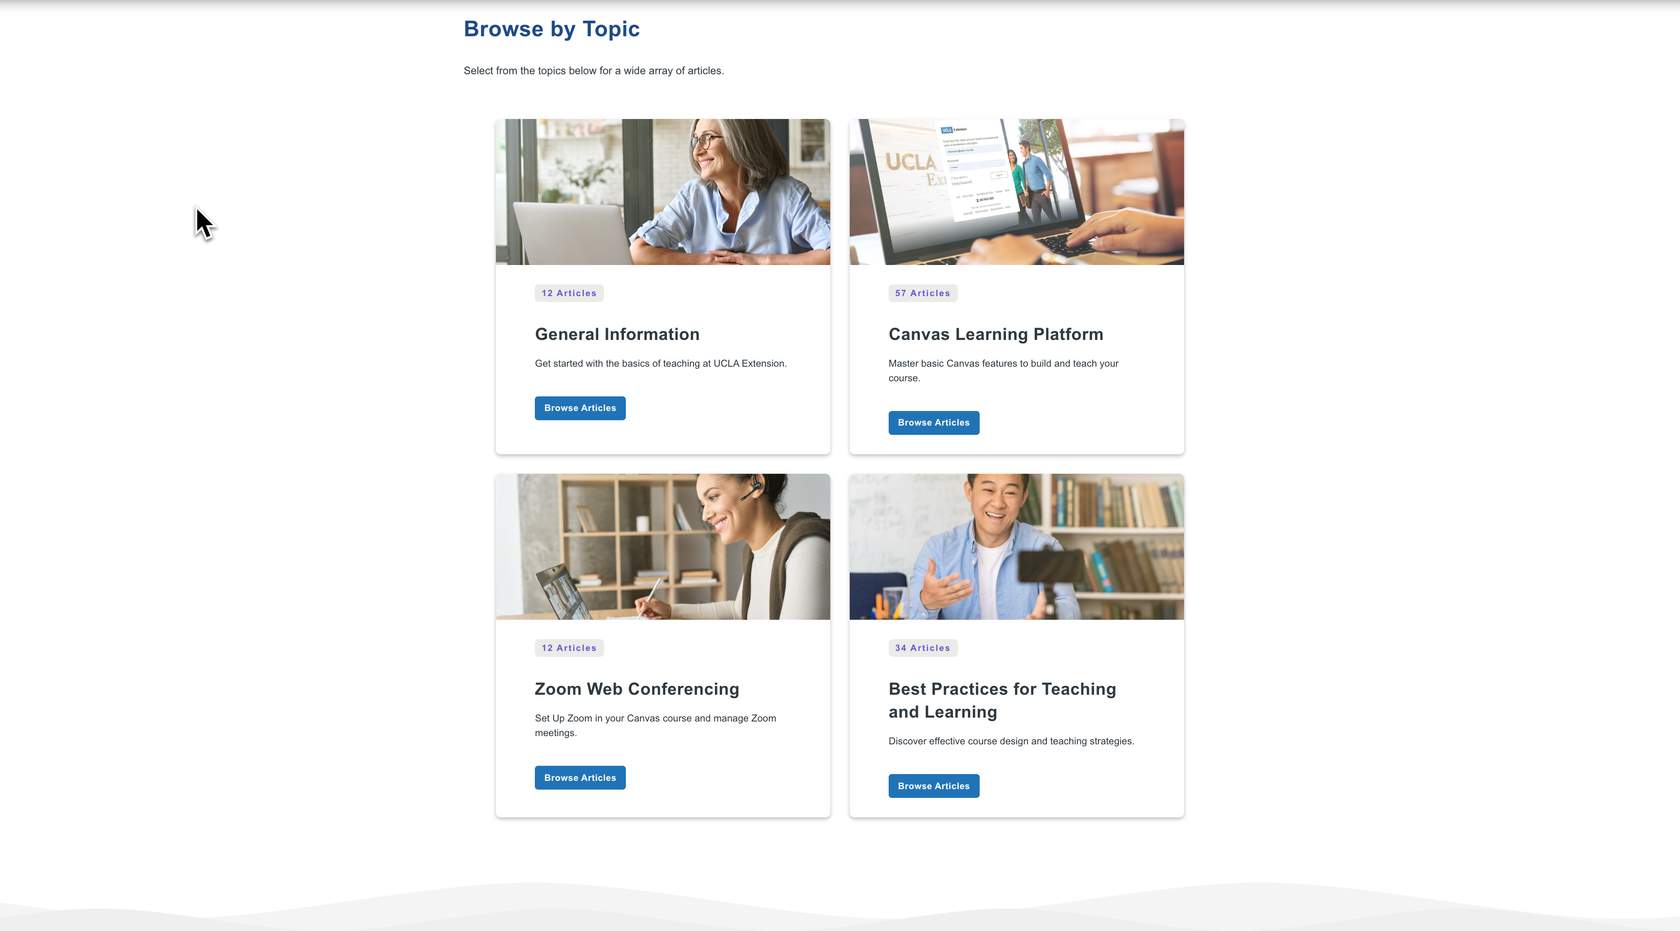 Browse by Topic
Select from the topics below for a wide array of articles.
UCLA
12 Articles
57 Articles
General Information
Canvas Learning Platform
Get started with the basics of teaching at UCLA Extension.
Master basic Canvas features to build and teach your
course.
Browse Articles
Browse Articles
12 Articles
34 Articles
Zoom Web Conferencing
Best Practices for Teaching
and Learning
Set Up Zoom in your Canvas course and manage Zoom
meetings.
Discover effective course design and teaching strategies.
Browse Articles
Browse Articles